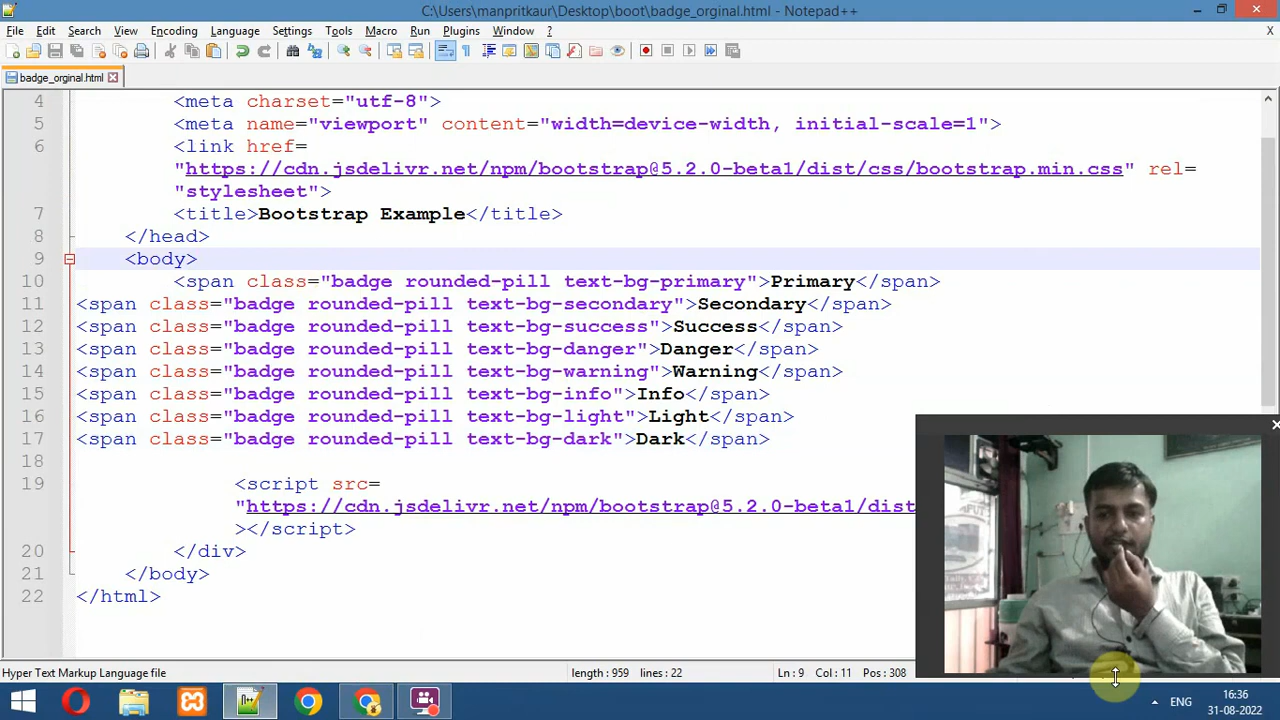 C:\Users\manpritkaur\Desktop\boot\badge_orginal.html - Notepad++
File Edit Search View Encoding Language Settings Tools Macro Run Plugins Window ? X
badge_orginal.html
4 <meta charset="utf-8">
5 <meta name="viewport" content="width=device-width, initial-scale=1">
6 <link href=
"https://cdn.jsdelivr.net/npm/bootstrap@5.2.0-beta1/dist/css/bootstrap.min.css" rel=
"stylesheet">
7 <title>Bootstrap Example</title>
8 </head>
9 <body>
10 <span class="badge rounded-pill text-bg-primary">Primary</span>
11 <span class="badge rounded-pill text-bg-secondary">Secondary</span>
12 <span class="badge rounded-pill text-bg-success">Success</span>
13 <span class="badge rounded-pill text-bg-danger">Danger</span>
14 <span class="badge rounded-pill text-bg-warning">Warning</span>
15 <span class="badge rounded-pill text-bg-info">Info</span>
16 <span class="badge rounded-pill text-bg-light">Light</span>
17 <span class="badge rounded-pill text-bg-dark">Dark</span>
18
19 <script src=
"https://cdn.jsdelivr.net/npm/bootstrap@5.2.0-beta1/dist
></script>
20 </div>
21 </body>
22 </html>
Hyper Text Markup Language file length : 959 lines : 22 Ln : 9 Col : 11 Pos : 308
ENG 16:36
31-08-2022